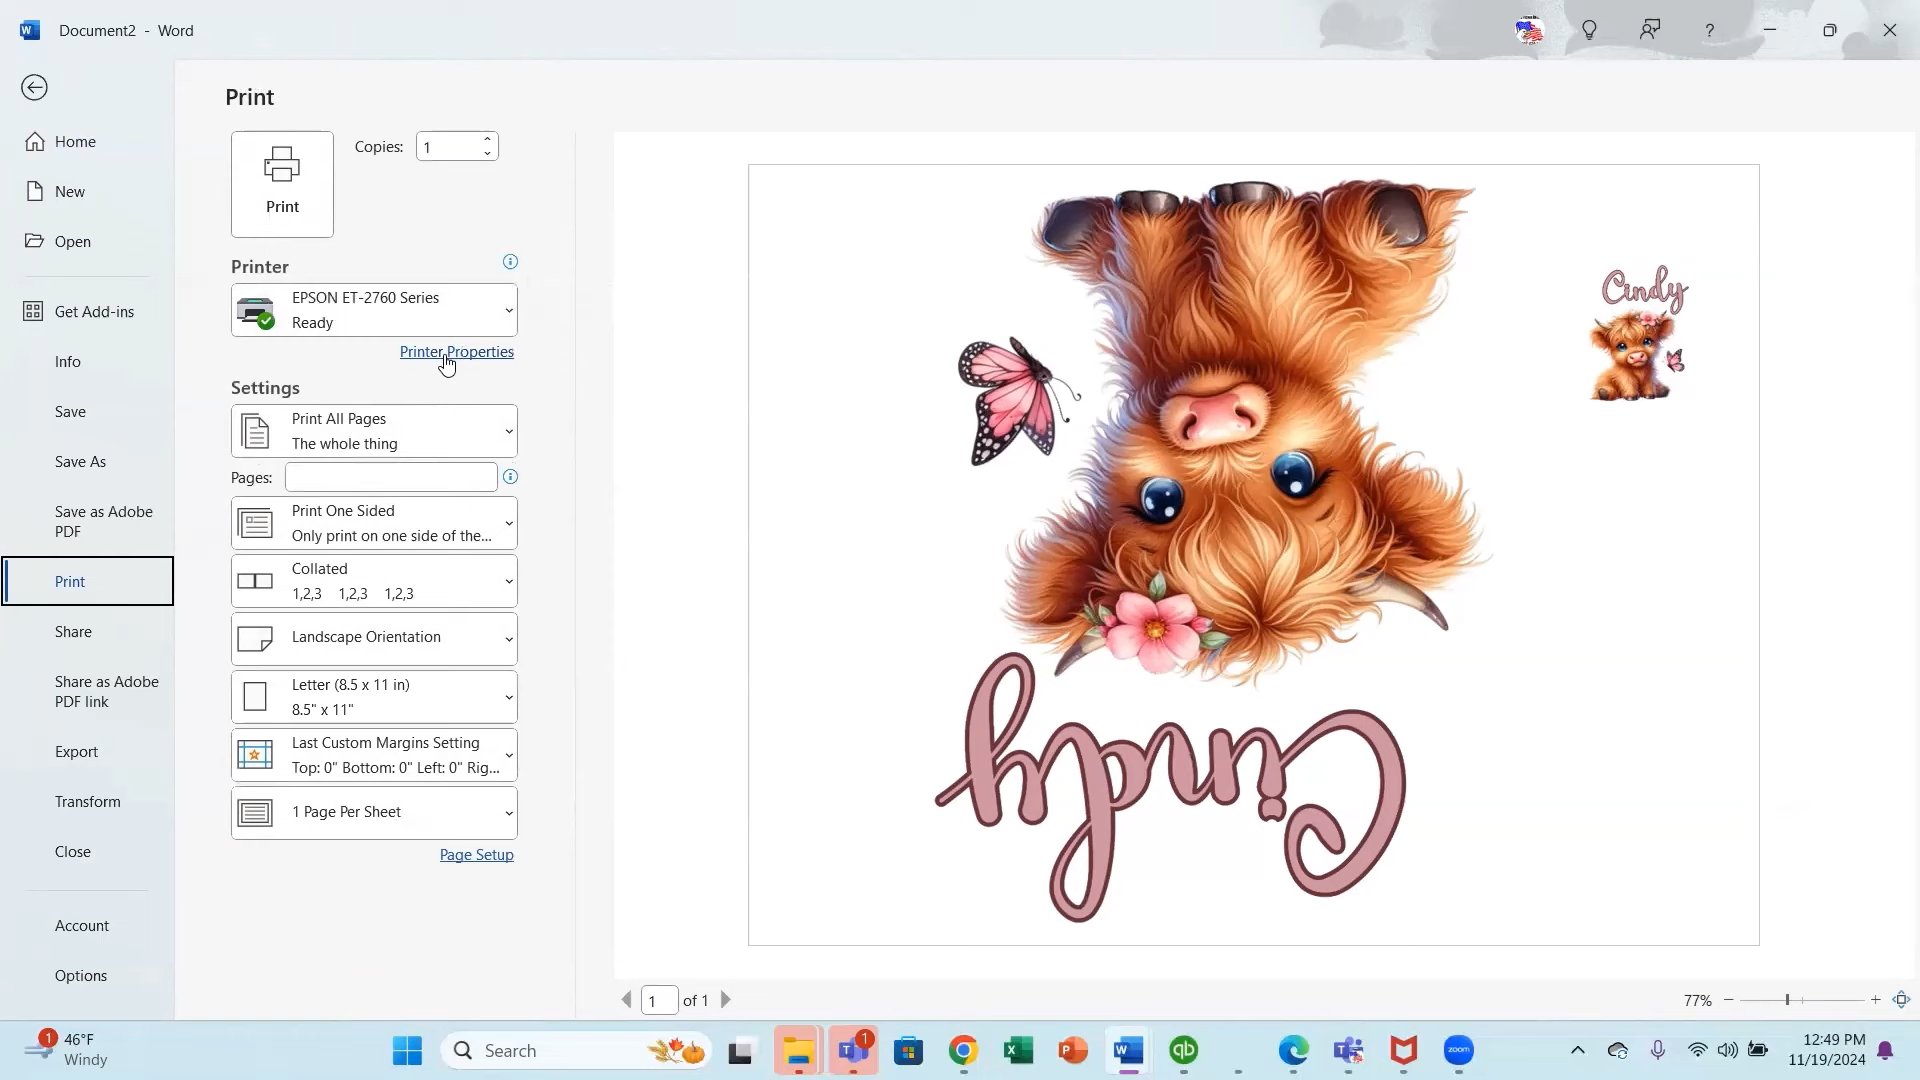 Document2 - Word
Home
New
Open
Get Add-ins
Info
Save
Save As
Save as Adobe
PDF
Print
Share
Share as Adobe
PDF link
Export
Transform
Close
Account
Options
Print
Print
Copies: 1
Printer
EPSON ET-2760 Series
Ready
Printer Properties
Settings
Print All Pages
The whole thing
Pages:
Print One Sided
Only print on one side of the...
Collated
1,2,3 1,2,3 1,2,3
Landscape Orientation
Letter (8.5 x 11 in)
8.5" x 11"
Last Custom Margins Setting
Top: 0" Bottom: 0" Left: 0" Rig...
1 Page Per Sheet
Page Setup
Cindy
Cindy
1 of 1
77%
1
46°F
Windy
Search
1
zoom
12:49 PM
11/19/2024